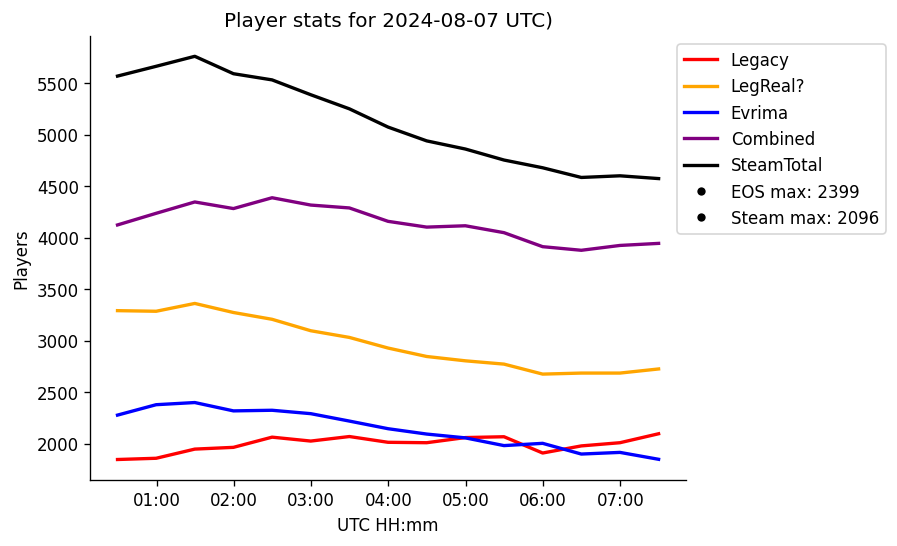 Player stats for 2024-08-07 UTC)
Legacy
LegReal?
Evrima
Combined
SteamTotal
EOS max: 2399
Steam max: 2096
Players
5500
5000
4500
4000
3500
3000
2500
2000
01:00 02:00 03:00 04:00 05:00 06:00 07:00
UTC HH:mm